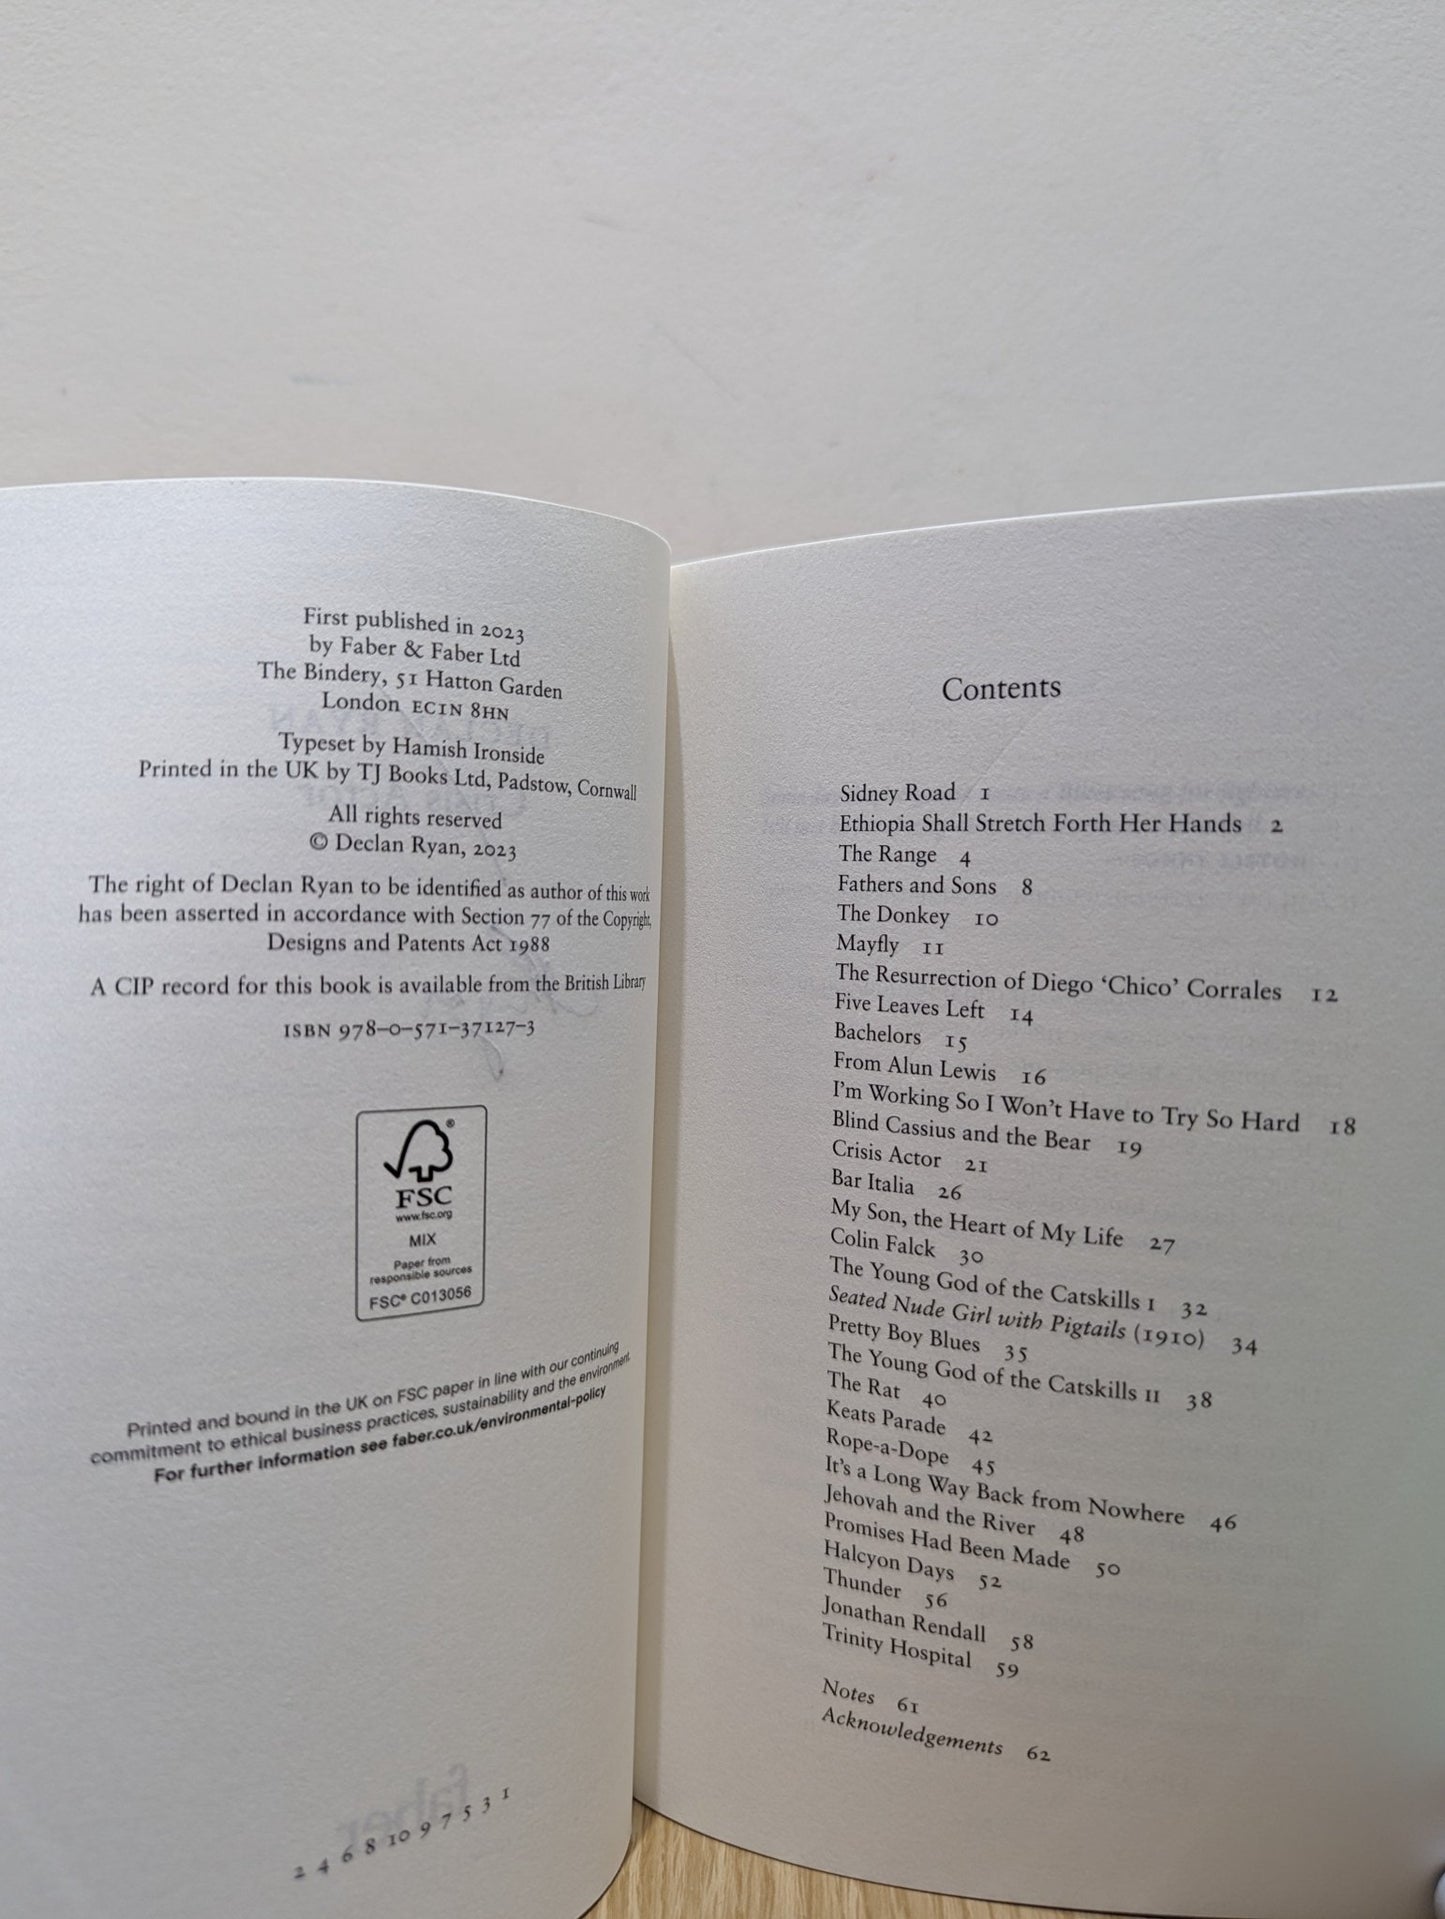 First published in 2023
by Faber & Faber Ltd
The Bindery, 51 Hatton Garden
London EC1N 8HN
Typeset by Hamish Ironside
Printed in the UK by TJ Books Ltd, Padstow, Cornwall
All rights reserved
© Declan Ryan, 2023
The right of Declan Ryan to be identified as author of this work
has been asserted in accordance with Section 77 of the Copyright,
Designs and Patents Act 1988
A CIP record for this book is available from the British Library
ISBN 978–0–571–37127–3
FSC®
www.fsc.org
MIX
Paper from
responsible sources
FSC® C013056
Printed and bound in the UK on FSC paper in line with our continuing
commitment to ethical business practices, sustainability and the environment.
For further information see faber.co.uk/environmental-policy
2 4 6 8 10 9 7 5 3 1
Contents
Sidney Road 1
Ethiopia Shall Stretch Forth Her Hands 2
The Range 4
Fathers and Sons 8
The Donkey 10
Mayfly 11
The Resurrection of Diego ‘Chico’ Corrales 12
Five Leaves Left 14
Bachelors 15
From Alun Lewis 16
I’m Working So I Won’t Have to Try So Hard 18
Blind Cassius and the Bear 19
Crisis Actor 21
Bar Italia 26
My Son, the Heart of My Life 27
Colin Falck 30
The Young God of the Catskills I 32
Seated Nude Girl with Pigtails (1910) 34
Pretty Boy Blues 35
The Young God of the Catskills II 38
The Rat 40
Keats Parade 42
Rope-a-Dope 45
It’s a Long Way Back from Nowhere 46
Jehovah and the River 48
Promises Had Been Made 50
Halcyon Days 52
Thunder 56
Jonathan Rendall 58
Trinity Hospital 59
Notes 61
Acknowledgements 62